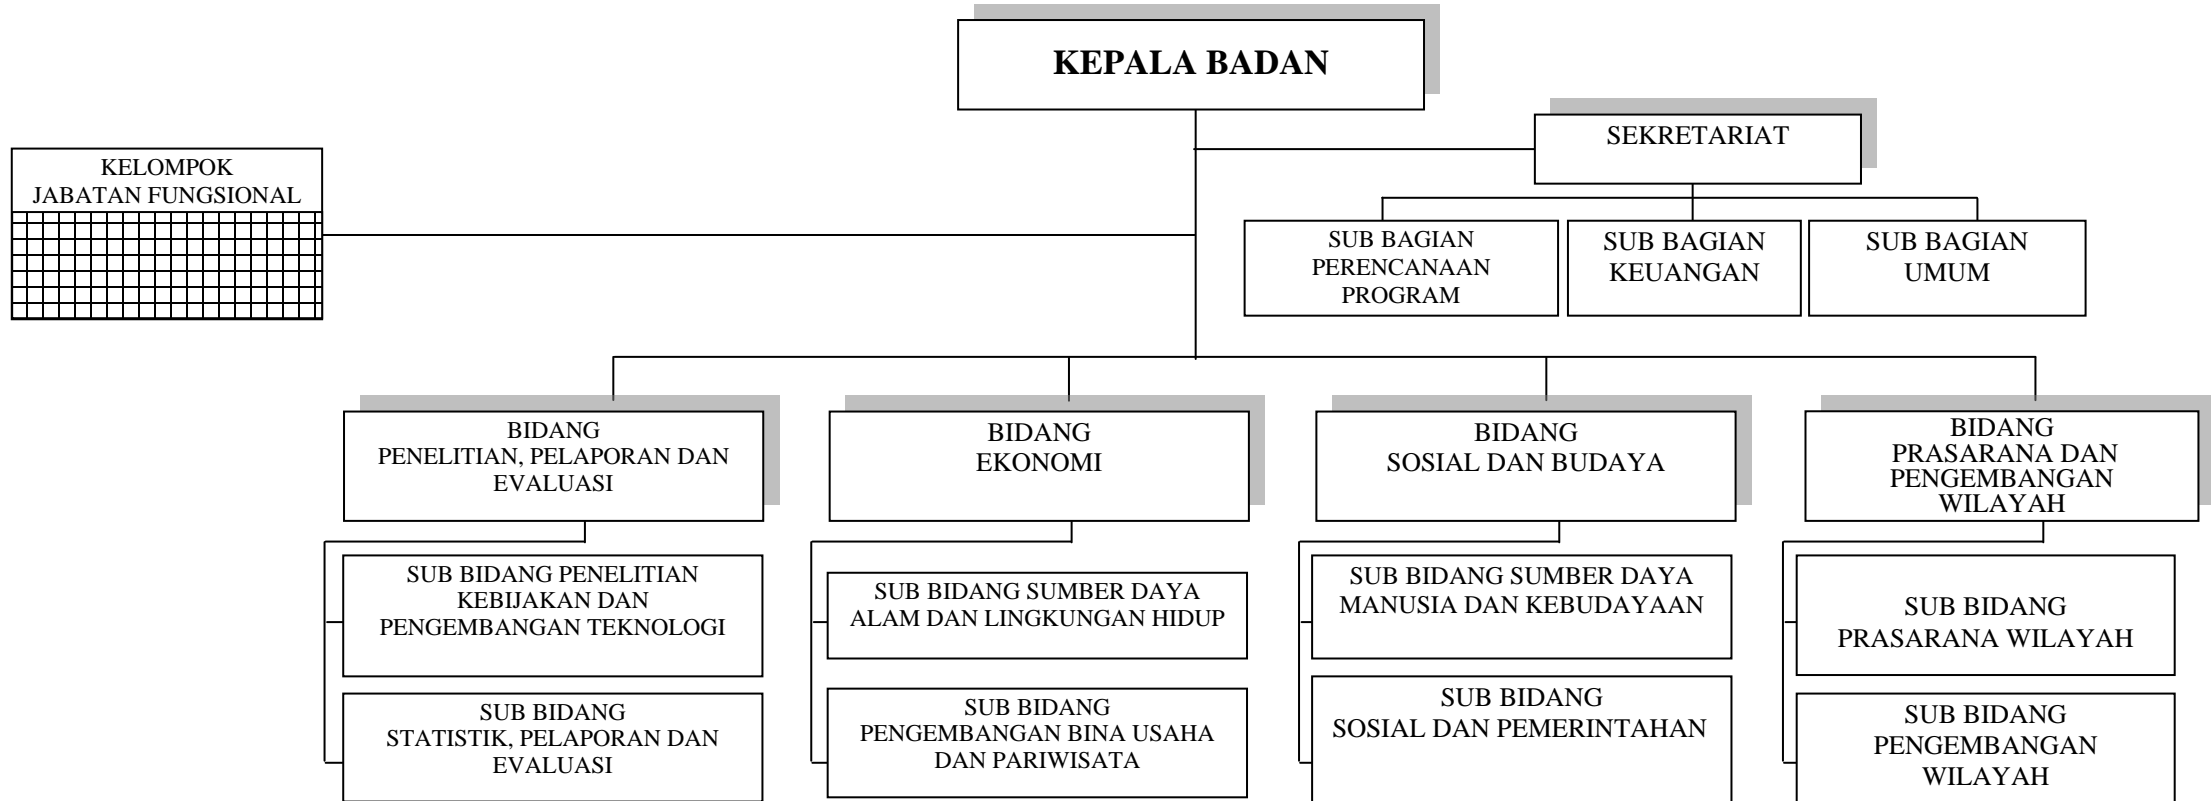 KEPALA BADAN
SEKRETARIAT
KELOMPOK
JABATAN FUNGSIONAL
SUB BAGIAN
PERENCANAAN
PROGRAM
SUB BAGIAN
KEUANGAN
SUB BAGIAN
UMUM
BIDANG
PENELITIAN, PELAPORAN DAN
EVALUASI
BIDANG
EKONOMI
BIDANG
SOSIAL DAN BUDAYA
BIDANG
PRASARANA DAN
PENGEMBANGAN
WILAYAH
SUB BIDANG PENELITIAN
KEBIJAKAN DAN
PENGEMBANGAN TEKNOLOGI
SUB BIDANG SUMBER DAYA
ALAM DAN LINGKUNGAN HIDUP
SUB BIDANG SUMBER DAYA
MANUSIA DAN KEBUDAYAAN
SUB BIDANG
PRASARANA WILAYAH
SUB BIDANG
STATISTIK, PELAPORAN DAN
EVALUASI
SUB BIDANG
PENGEMBANGAN BINA USAHA
DAN PARIWISATA
SUB BIDANG
SOSIAL DAN PEMERINTAHAN
SUB BIDANG
PENGEMBANGAN
WILAYAH